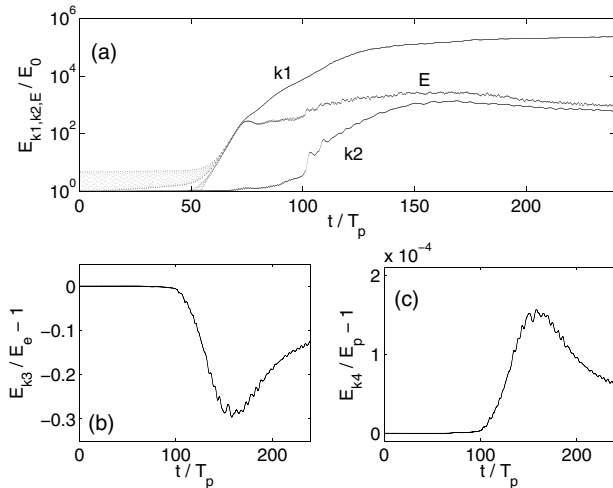 10^6
(a)
k1
10^4
E_{k1,k2,E} / E_0
E
10^2
k2
10^0
0 50 100 150 200
t / T_p
x 10^{-4}
0
2
(c)
−0.1
E_{k3} / E_e − 1
E_{k4} / E_p − 1
1
−0.2
−0.3
(b)
0
0 100 200
0 100 200
t / T_p
t / T_p